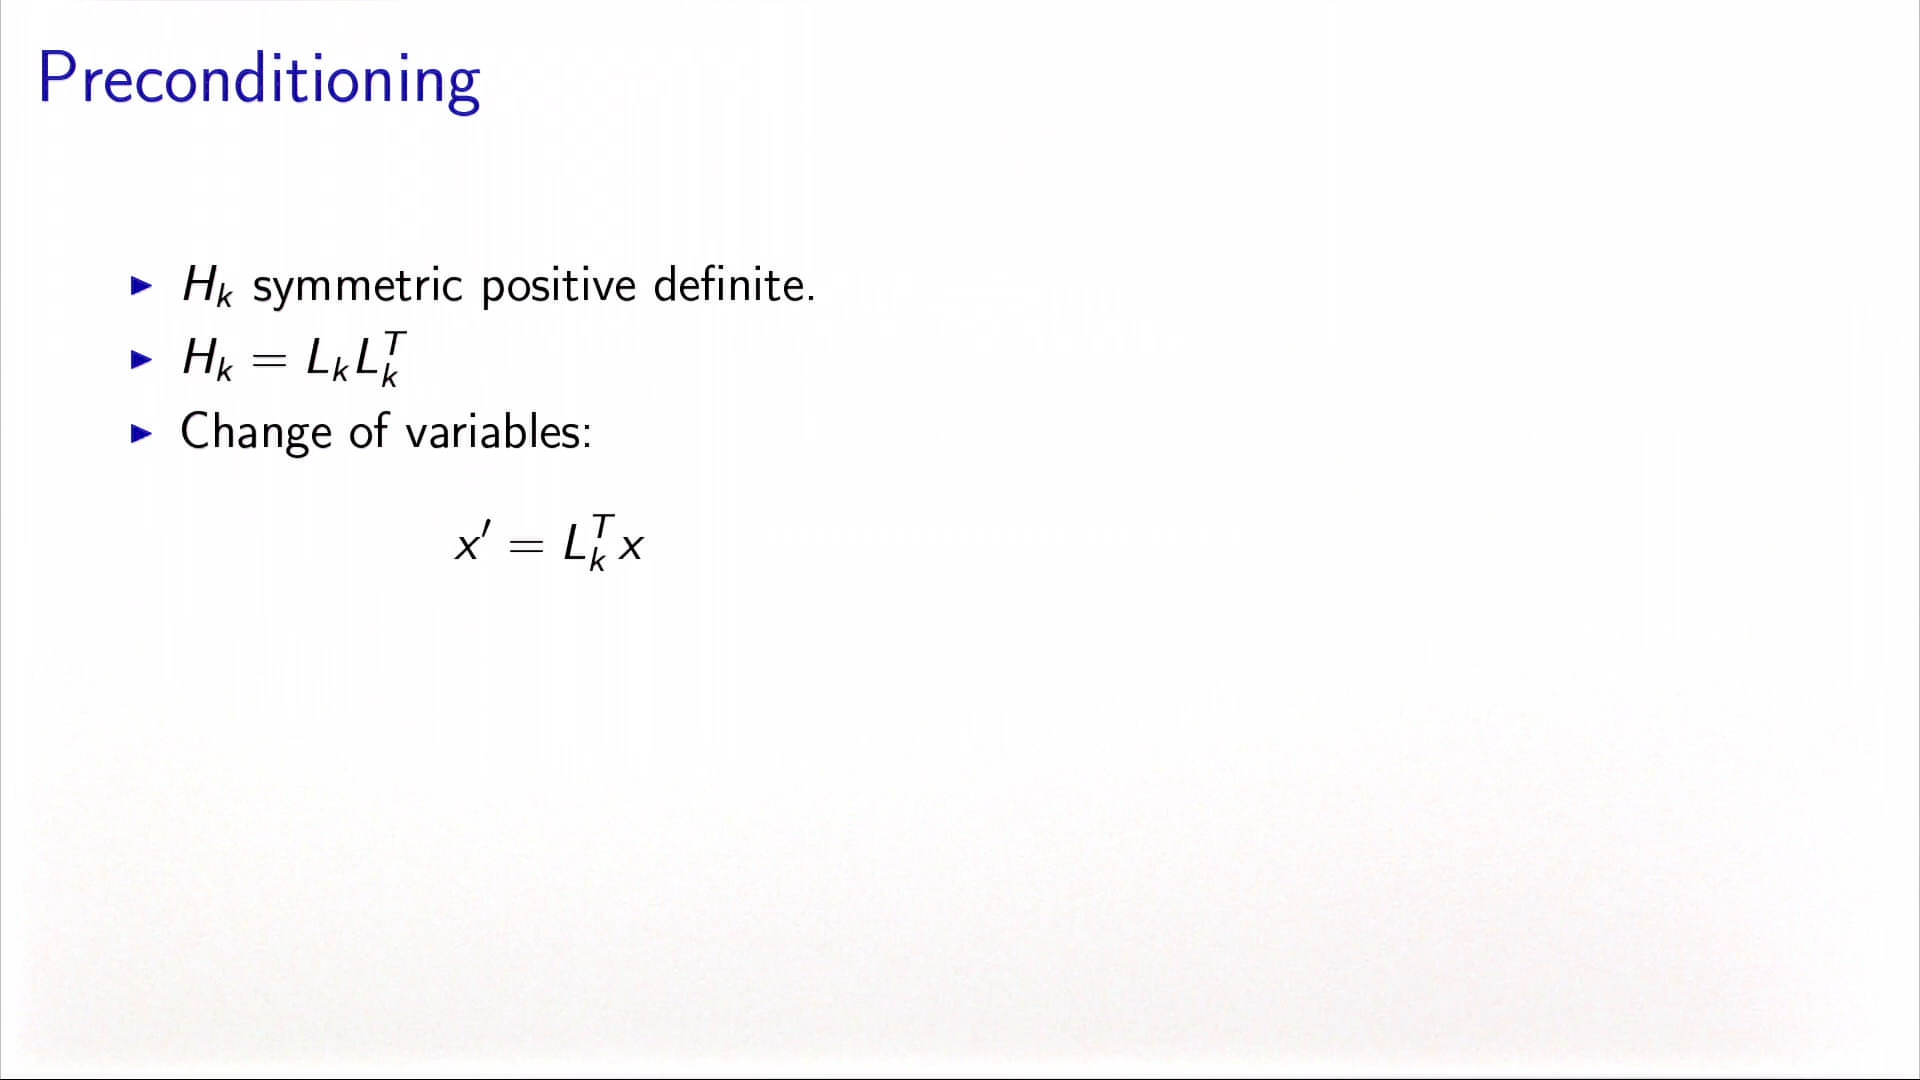 Preconditioning
▶ $H_k$ symmetric positive definite.
▶ $H_k = L_k L_k^T$
▶ Change of variables:
$x' = L_k^T x$